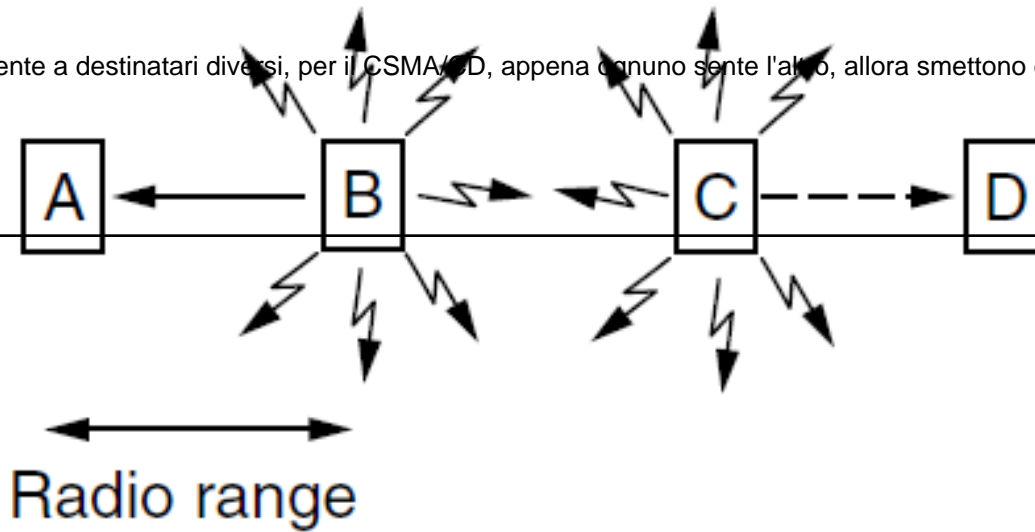 ente a destinatari diversi, per il CSMA/CD, appena ognuno sente l'altro, allora smettono
A B C D
Radio range